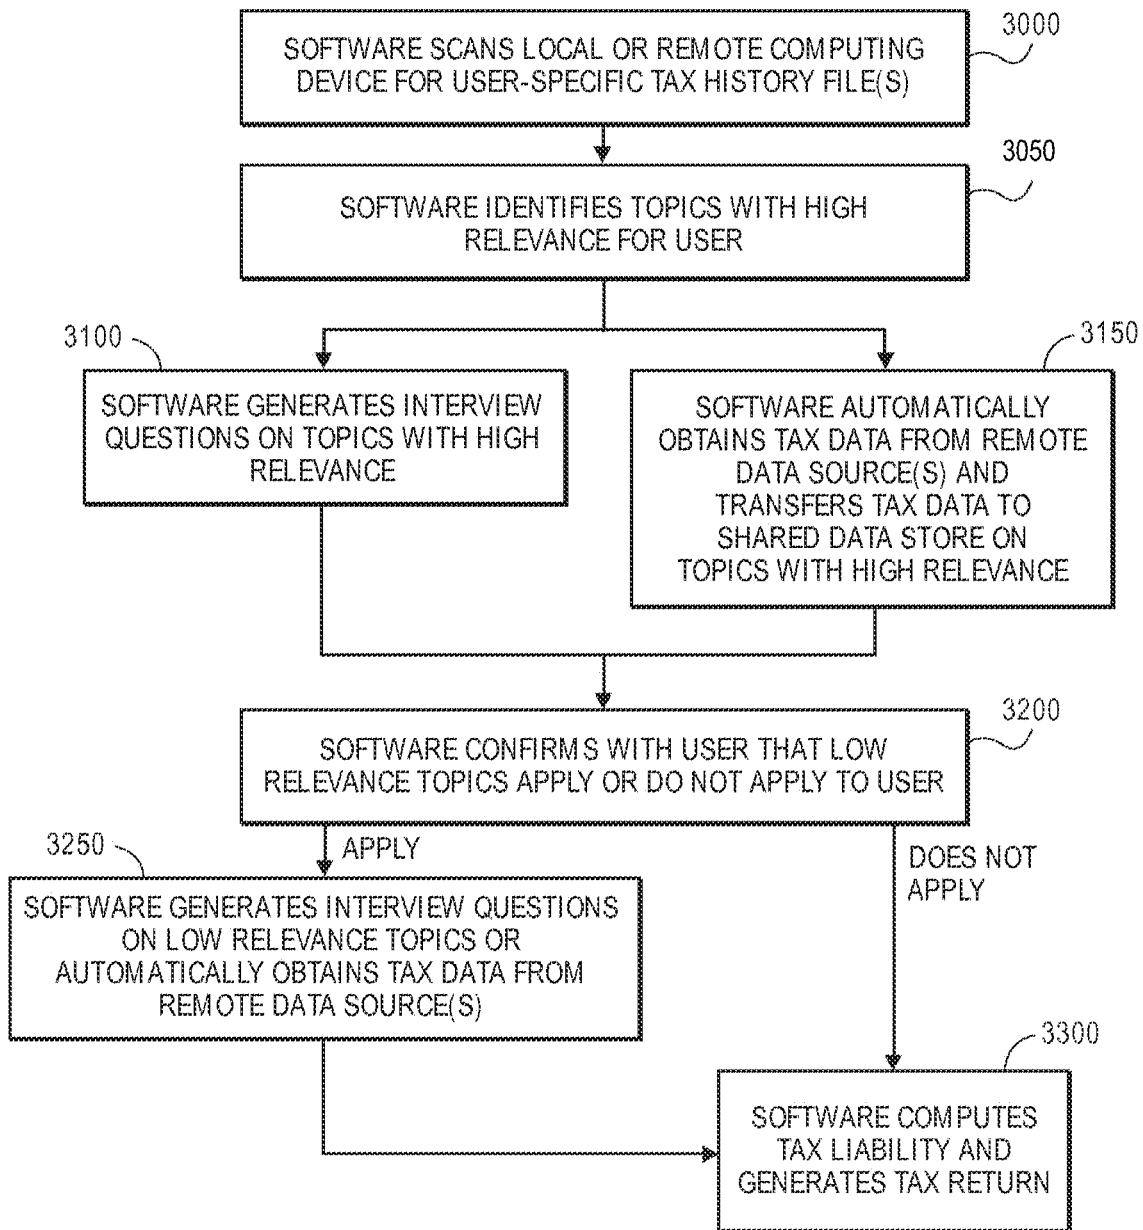 3000
SOFTWARE SCANS LOCAL OR REMOTE COMPUTING
DEVICE FOR USER-SPECIFIC TAX HISTORY FILE(S)
3050
SOFTWARE IDENTIFIES TOPICS WITH HIGH
RELEVANCE FOR USER
3100
SOFTWARE GENERATES INTERVIEW
QUESTIONS ON TOPICS WITH HIGH
RELEVANCE
3150
SOFTWARE AUTOMATICALLY
OBTAINS TAX DATA FROM REMOTE
DATA SOURCE(S) AND
TRANSFERS TAX DATA TO
SHARED DATA STORE ON
TOPICS WITH HIGH RELEVANCE
3200
SOFTWARE CONFIRMS WITH USER THAT LOW
RELEVANCE TOPICS APPLY OR DO NOT APPLY TO USER
APPLY
DOES NOT
APPLY
3250
SOFTWARE GENERATES INTERVIEW QUESTIONS
ON LOW RELEVANCE TOPICS OR
AUTOMATICALLY OBTAINS TAX DATA FROM
REMOTE DATA SOURCE(S)
3300
SOFTWARE COMPUTES
TAX LIABILITY AND
GENERATES TAX RETURN